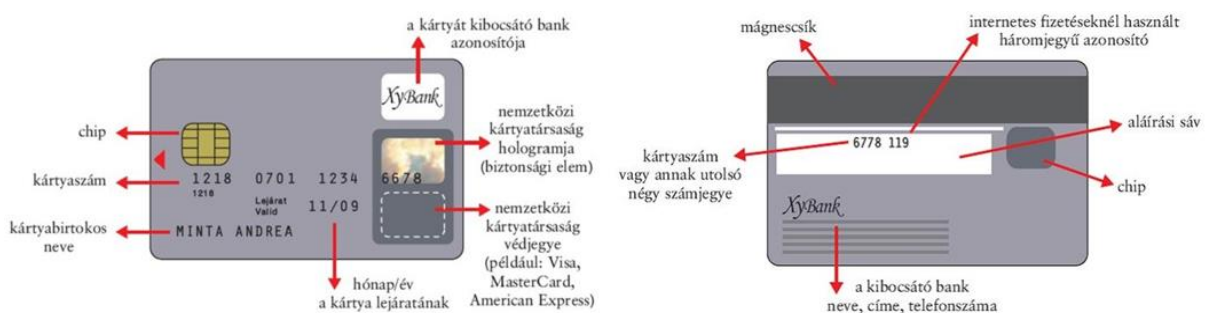 a kártyát kibocsátó bank
azonosítója
XyBank
chip
nemzetközi
kártyatársaság
hologramja
(biztonsági elem)
kártyaszám
1218 0701 1234 6678
1218
Lejárat
Valid
11/09
kártyabirtokos
neve
MINTA ANDREA
nemzetközi
kártyatársaság
védjegye
(például: Visa,
MasterCard,
American Express)
hónap/év
a kártya lejáratának
mágnescsík
internetes fizetéseknél használt
háromjegyű azonosító
aláírási sáv
6778 119
kártyaszám
vagy annak utolsó
négy számjegye
chip
XyBank
a kibocsátó bank
neve, címe, telefonszáma